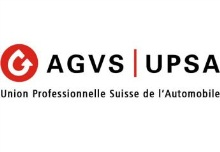 AGVS | UPSA
Union Professionnelle Suisse de l'Automobile